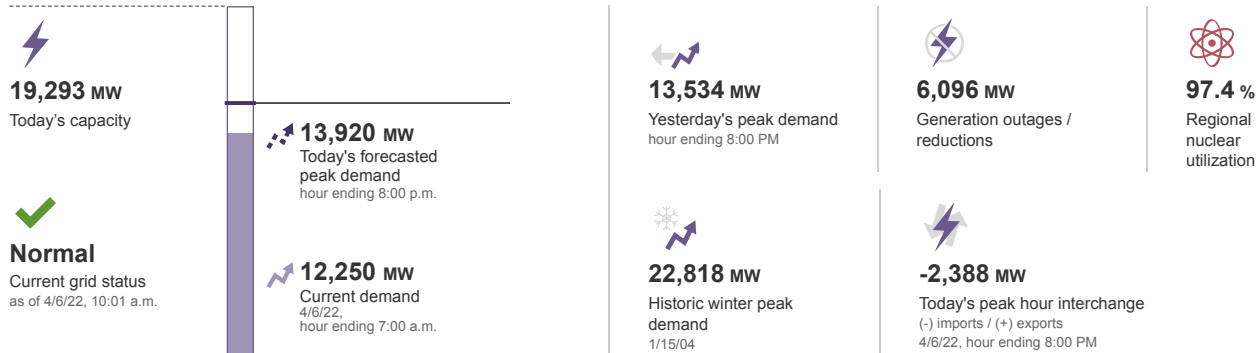 19,293 MW
Today's capacity
Normal
Current grid status
as of 4/6/22, 10:01 a.m.
13,920 MW
Today's forecasted
peak demand
hour ending 8:00 p.m.
12,250 MW
Current demand
4/6/22,
hour ending 7:00 a.m.
13,534 MW
Yesterday's peak demand
hour ending 8:00 PM
6,096 MW
Generation outages /
reductions
97.4 %
Regional
nuclear
utilization
22,818 MW
Historic winter peak
demand
1/15/04
-2,388 MW
Today's peak hour interchange
(-) imports / (+) exports
4/6/22, hour ending 8:00 PM